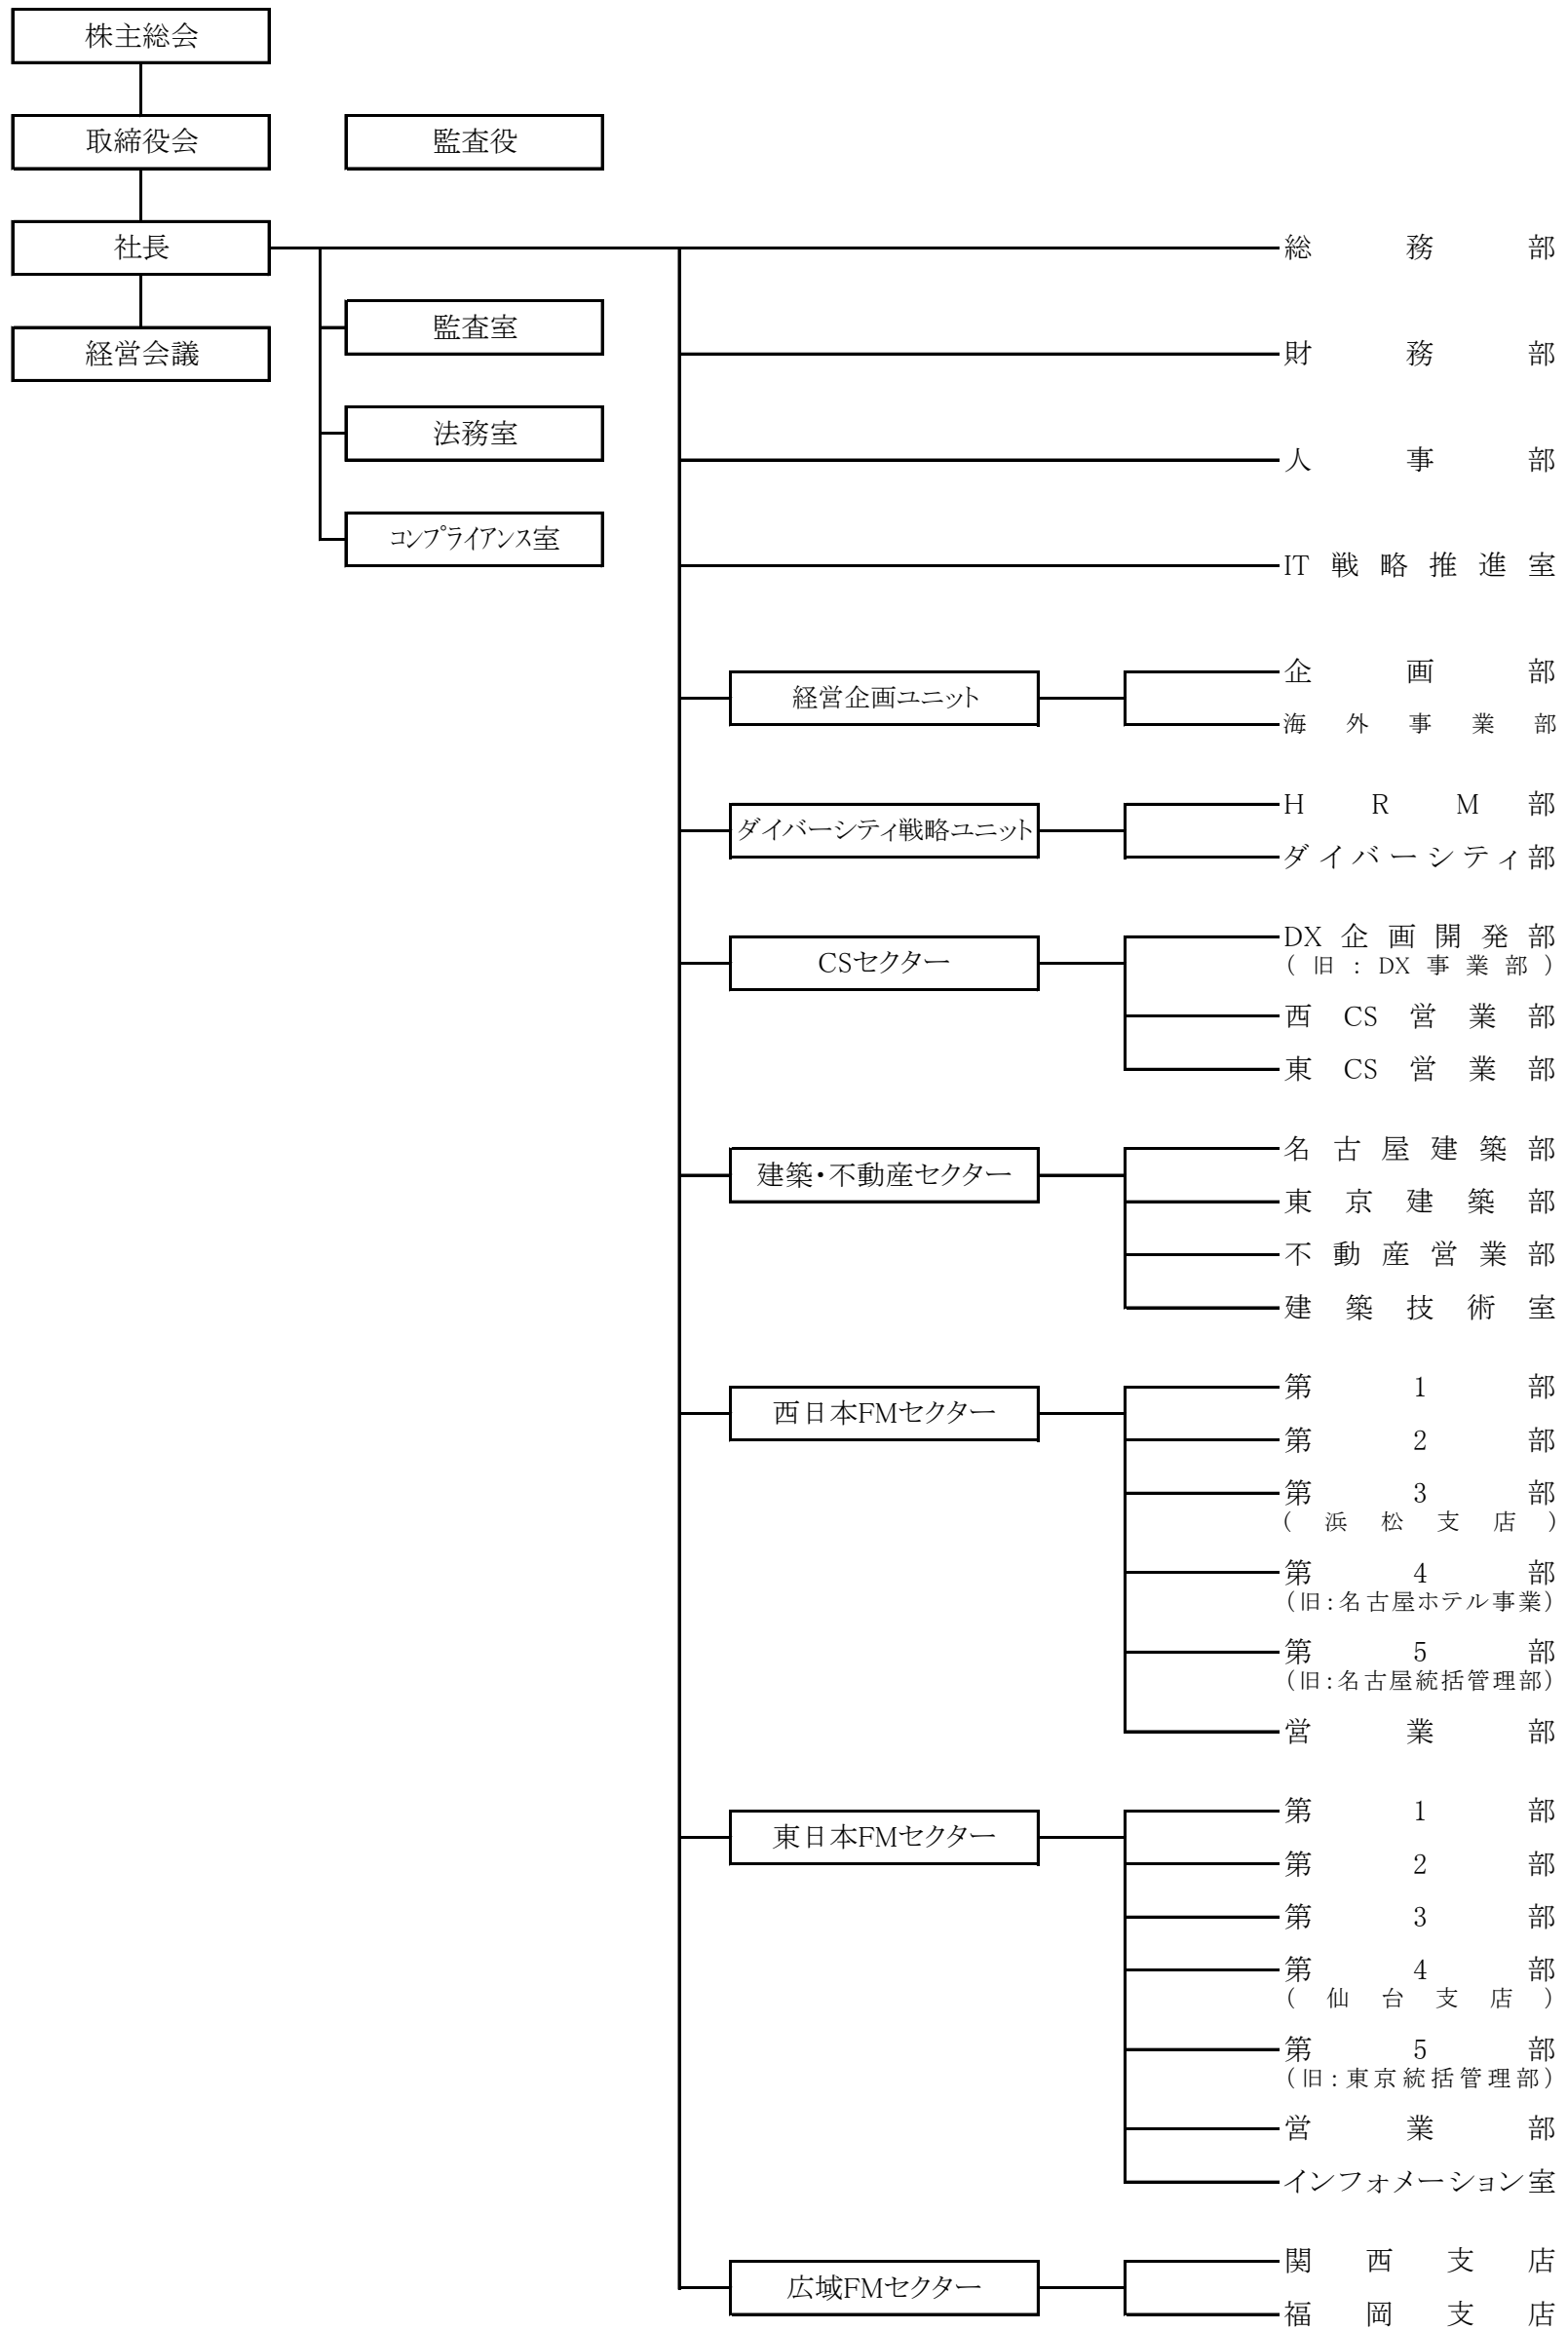 株主総会
取締役会
監査役
社長
総務部
監査室
経営会議
財務部
法務室
人事部
コンプライアンス室
IT戦略推進室
経営企画ユニット
企画部
海外事業部
ダイバーシティ戦略ユニット
HRM部
ダイバーシティ部
CSセクター
DX企画開発部
(旧:DX事業部)
西CS営業部
東CS営業部
建築・不動産セクター
名古屋建築部
東京建築部
不動産営業部
建築技術室
西日本FMセクター
第1部
第2部
第3部
(浜松支店)
第4部
(旧:名古屋ホテル事業)
第5部
(旧:名古屋統括管理部)
営業部
東日本FMセクター
第1部
第2部
第3部
第4部
(仙台支店)
第5部
(旧:東京統括管理部)
営業部
インフォメーション室
広域FMセクター
関西支店
福岡支店